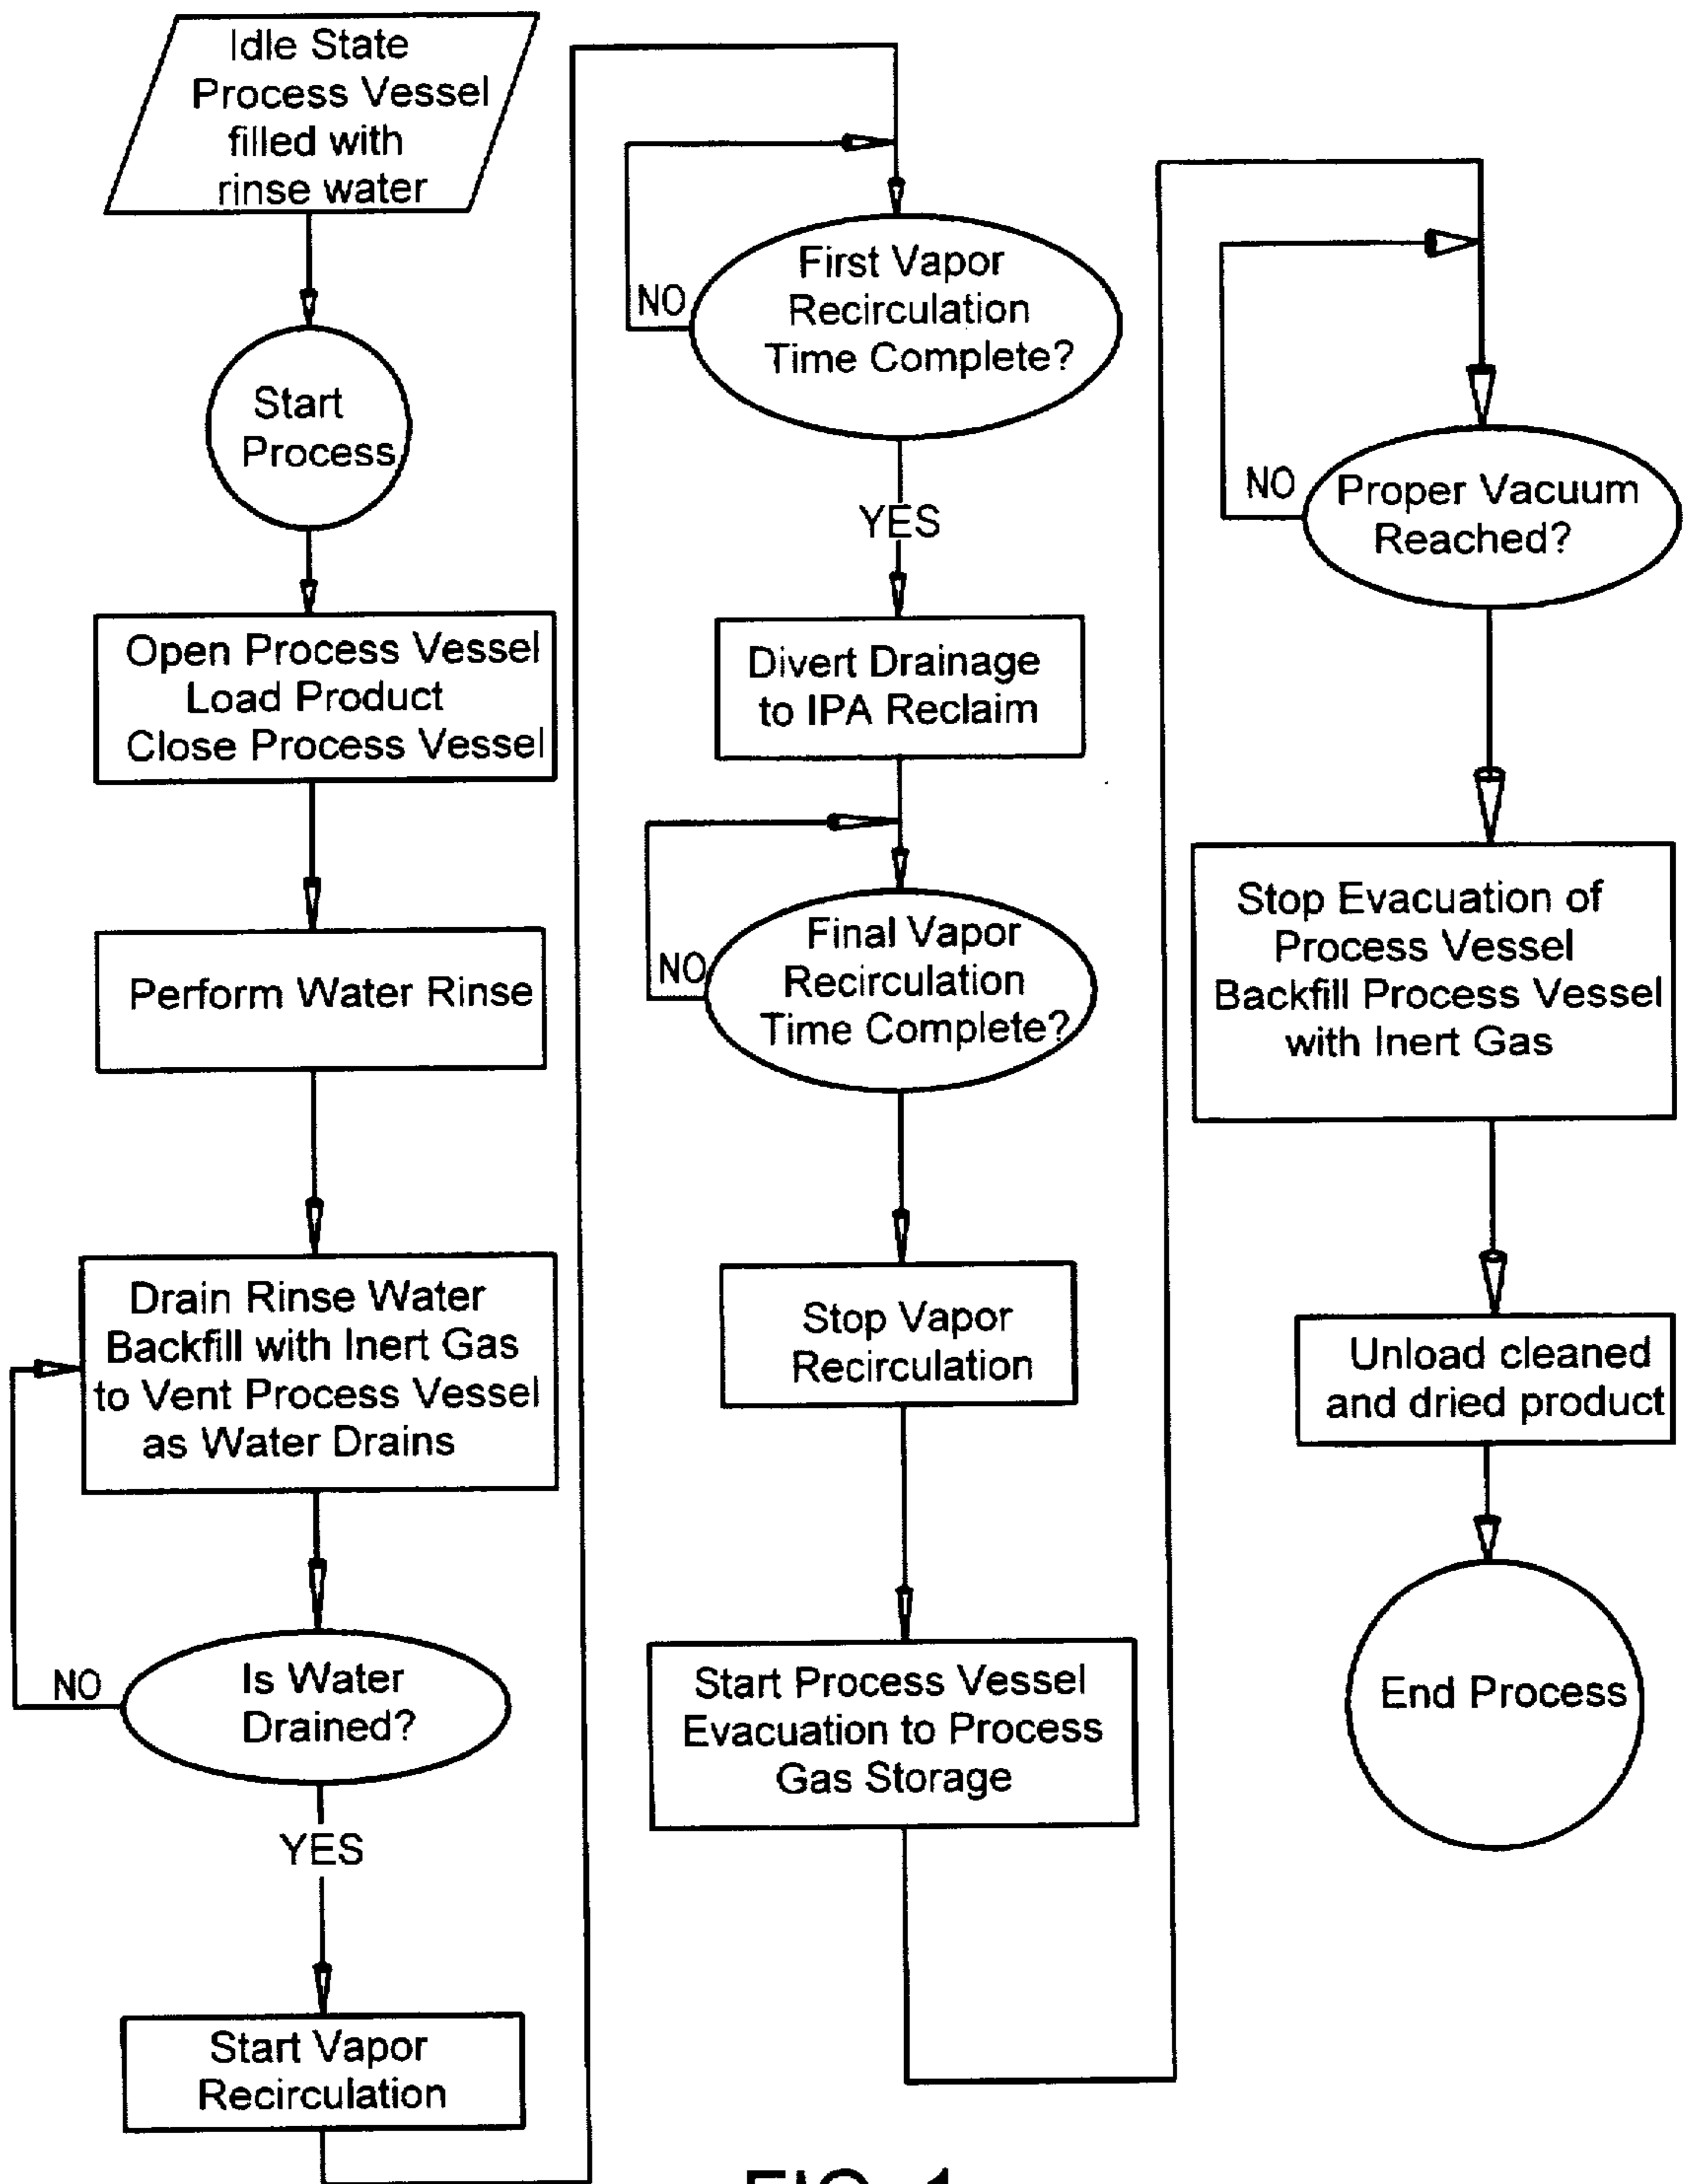 Idle State
Process Vessel
filled with
rinse water
Start
Process
Open Process Vessel
Load Product
Close Process Vessel
Perform Water Rinse
Drain Rinse Water
Backfill with Inert Gas
to Vent Process Vessel
as Water Drains
NO
Is Water
Drained?
YES
Start Vapor
Recirculation
First Vapor
Recirculation
Time Complete?
NO
YES
Divert Drainage
to IPA Reclaim
Final Vapor
Recirculation
Time Complete?
NO
Stop Vapor
Recirculation
Start Process Vessel
Evacuation to Process
Gas Storage
NO
Proper Vacuum
Reached?
Stop Evacuation of
Process Vessel
Backfill Process Vessel
with Inert Gas
Unload cleaned
and dried product
End Process
FIG. 1